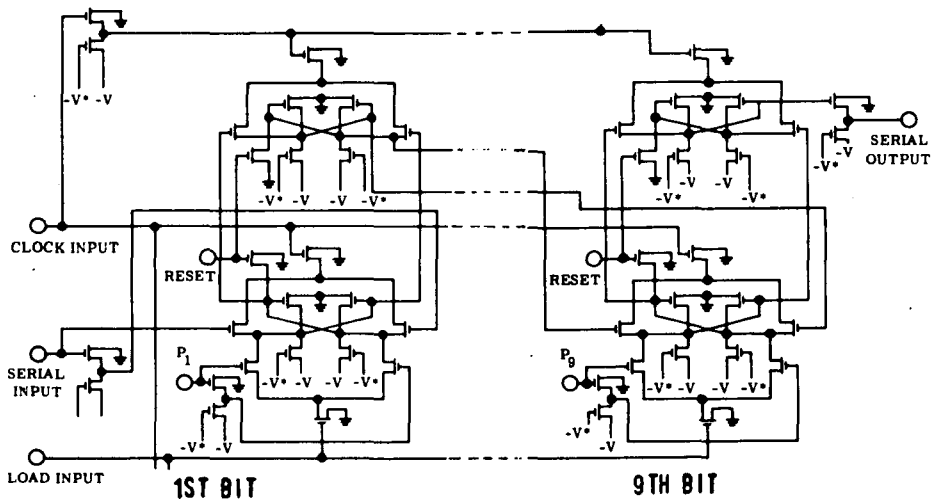 -V* -V
-V* -V
SERIAL
OUTPUT
-V* -V -V -V*
-V* -V -V -V*
CLOCK INPUT
RESET
RESET
SERIAL
INPUT
P1
-V* -V -V -V*
P9
-V* -V -V -V*
-V* -V
-V* -V
LOAD INPUT
1ST BIT
9TH BIT